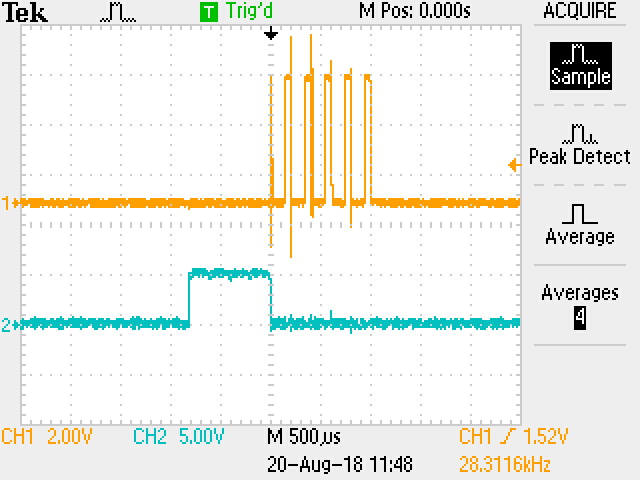 Tek T Trig'd M Pos: 0.000s ACQUIRE
Sample
Peak Detect
1
Average
Averages
4
2
CH1 2.00V CH2 5.00V M 500µs CH1 1.52V
20-Aug-18 11:48 28.3116kHz